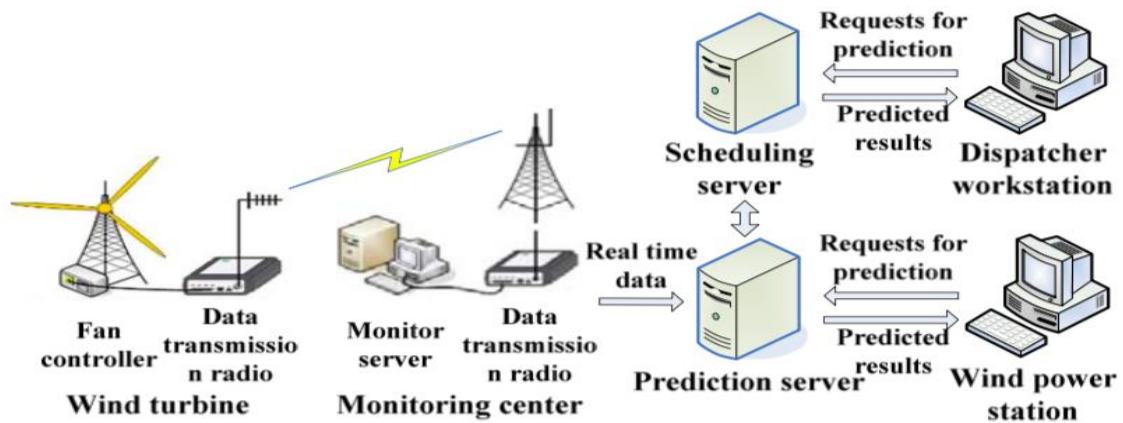 Fan
controller
Data
transmissio
n radio
Wind turbine
Monitor
server
Data
transmissio
n radio
Monitoring center
Real time
data
Scheduling
server
Requests for
prediction
Predicted
results
Dispatcher
workstation
Prediction server
Requests for
prediction
Predicted
results
Wind power
station